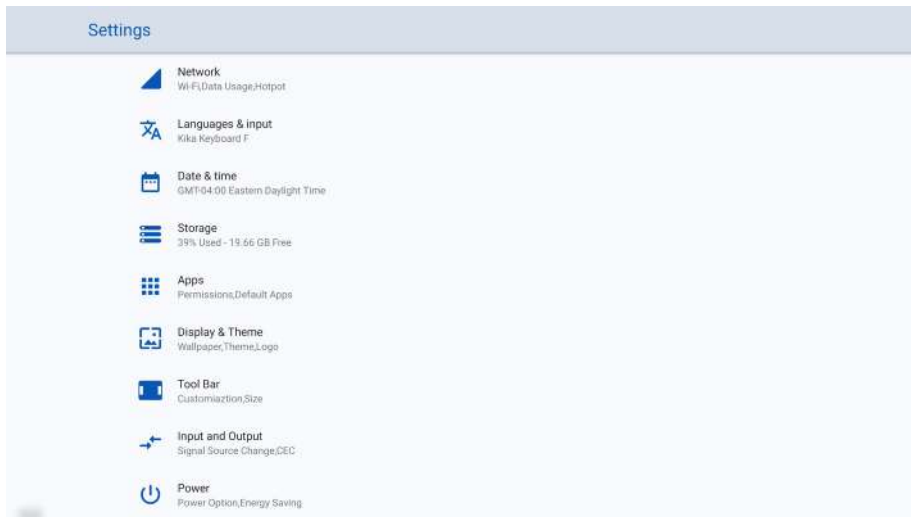 Settings
Network
Wi-Fi,Data Usage,Hotpot
Languages & input
Kika Keyboard F
Date & time
GMT-04:00 Eastern Daylight Time
Storage
39% Used - 19.66 GB Free
Apps
Permissions,Default Apps
Display & Theme
Wallpaper,Theme,Logo
Tool Bar
Customiaztion,Size
Input and Output
Signal Source Change,CEC
Power
Power Option,Energy Saving